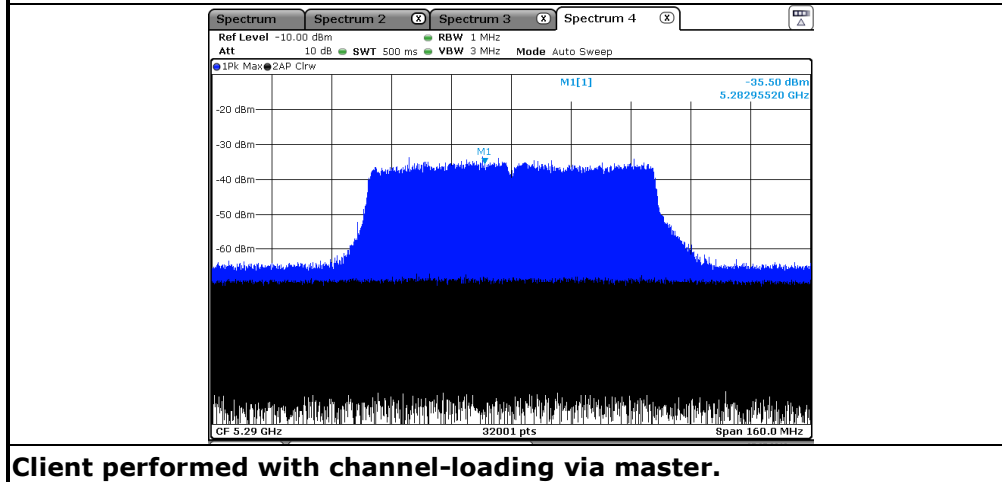 Spectrum Spectrum 2 X Spectrum 3 X Spectrum 4 X
Ref Level -10.00 dBm RBW 1 MHz
Att 10 dB SWT 500 ms VBW 3 MHz Mode Auto Sweep
1Pk Max 2AP Clrw
M1[1] -35.50 dBm
5.28295520 GHz
-20 dBm
-30 dBm
M1
-40 dBm
-50 dBm
-60 dBm
CF 5.29 GHz 32001 pts Span 160.0 MHz
Client performed with channel-loading via master.